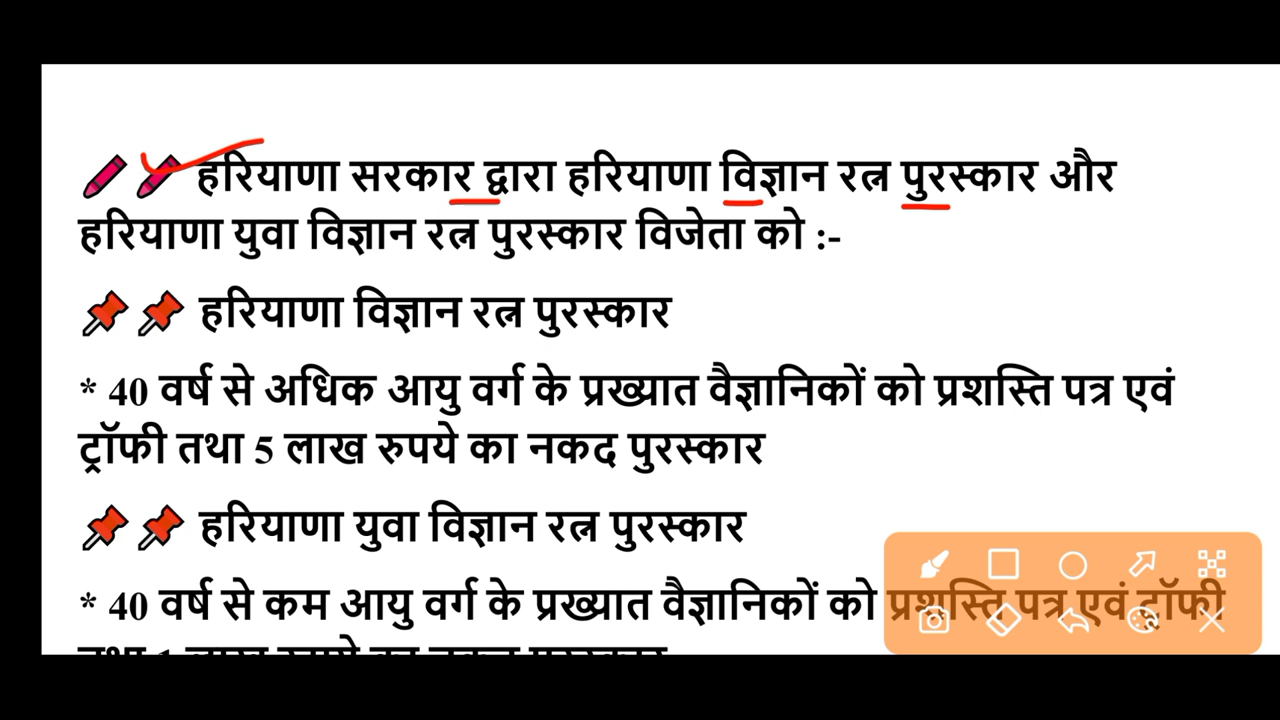 हरियाणा सरकार द्वारा हरियाणा विज्ञान रत्न पुरस्कार और
हरियाणा युवा विज्ञान रत्न पुरस्कार विजेता को :-
हरियाणा विज्ञान रत्न पुरस्कार
* 40 वर्ष से अधिक आयु वर्ग के प्रख्यात वैज्ञानिकों को प्रशस्ति पत्र एवं
ट्रॉफी तथा 5 लाख रुपये का नकद पुरस्कार
हरियाणा युवा विज्ञान रत्न पुरस्कार
* 40 वर्ष से कम आयु वर्ग के प्रख्यात वैज्ञानिकों को प्रशस्ति पत्र एवं ट्रॉफी